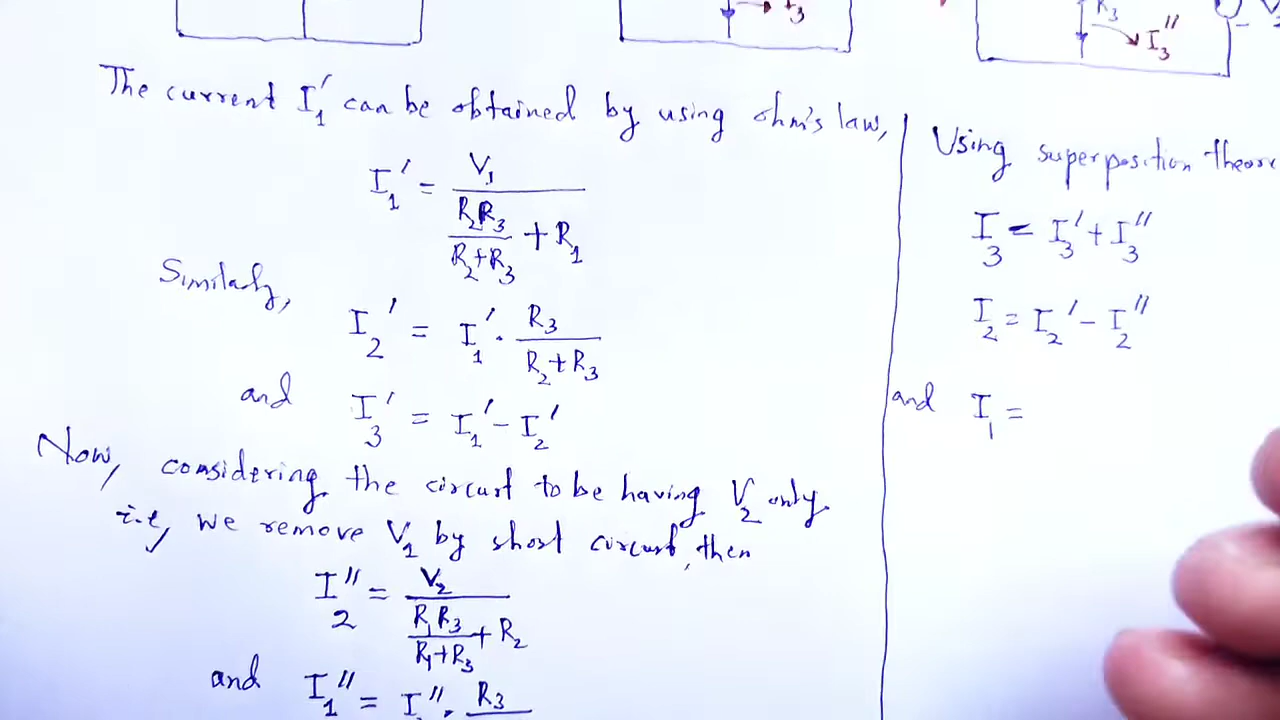 I₃
R₃
I₃″
The current I₁′ can be obtained by using ohm's law,
I₁′ = V₁ / (R₂R₃ / (R₂+R₃) + R₁)
Similarly,
I₂′ = I₁′ · R₃ / (R₂+R₃)
and I₃′ = I₁′ - I₂′
Now, considering the circuit to be having V₂ only
i.e, we remove V₁ by short circuit, then
I₂″ = V₂ / (R₁R₃ / (R₁+R₃) + R₂)
and I₁″ = I₂″ · R₃
Using superposition theore
I₃ = I₃′ + I₃″
I₂ = I₂′ - I₂″
and I₁ =